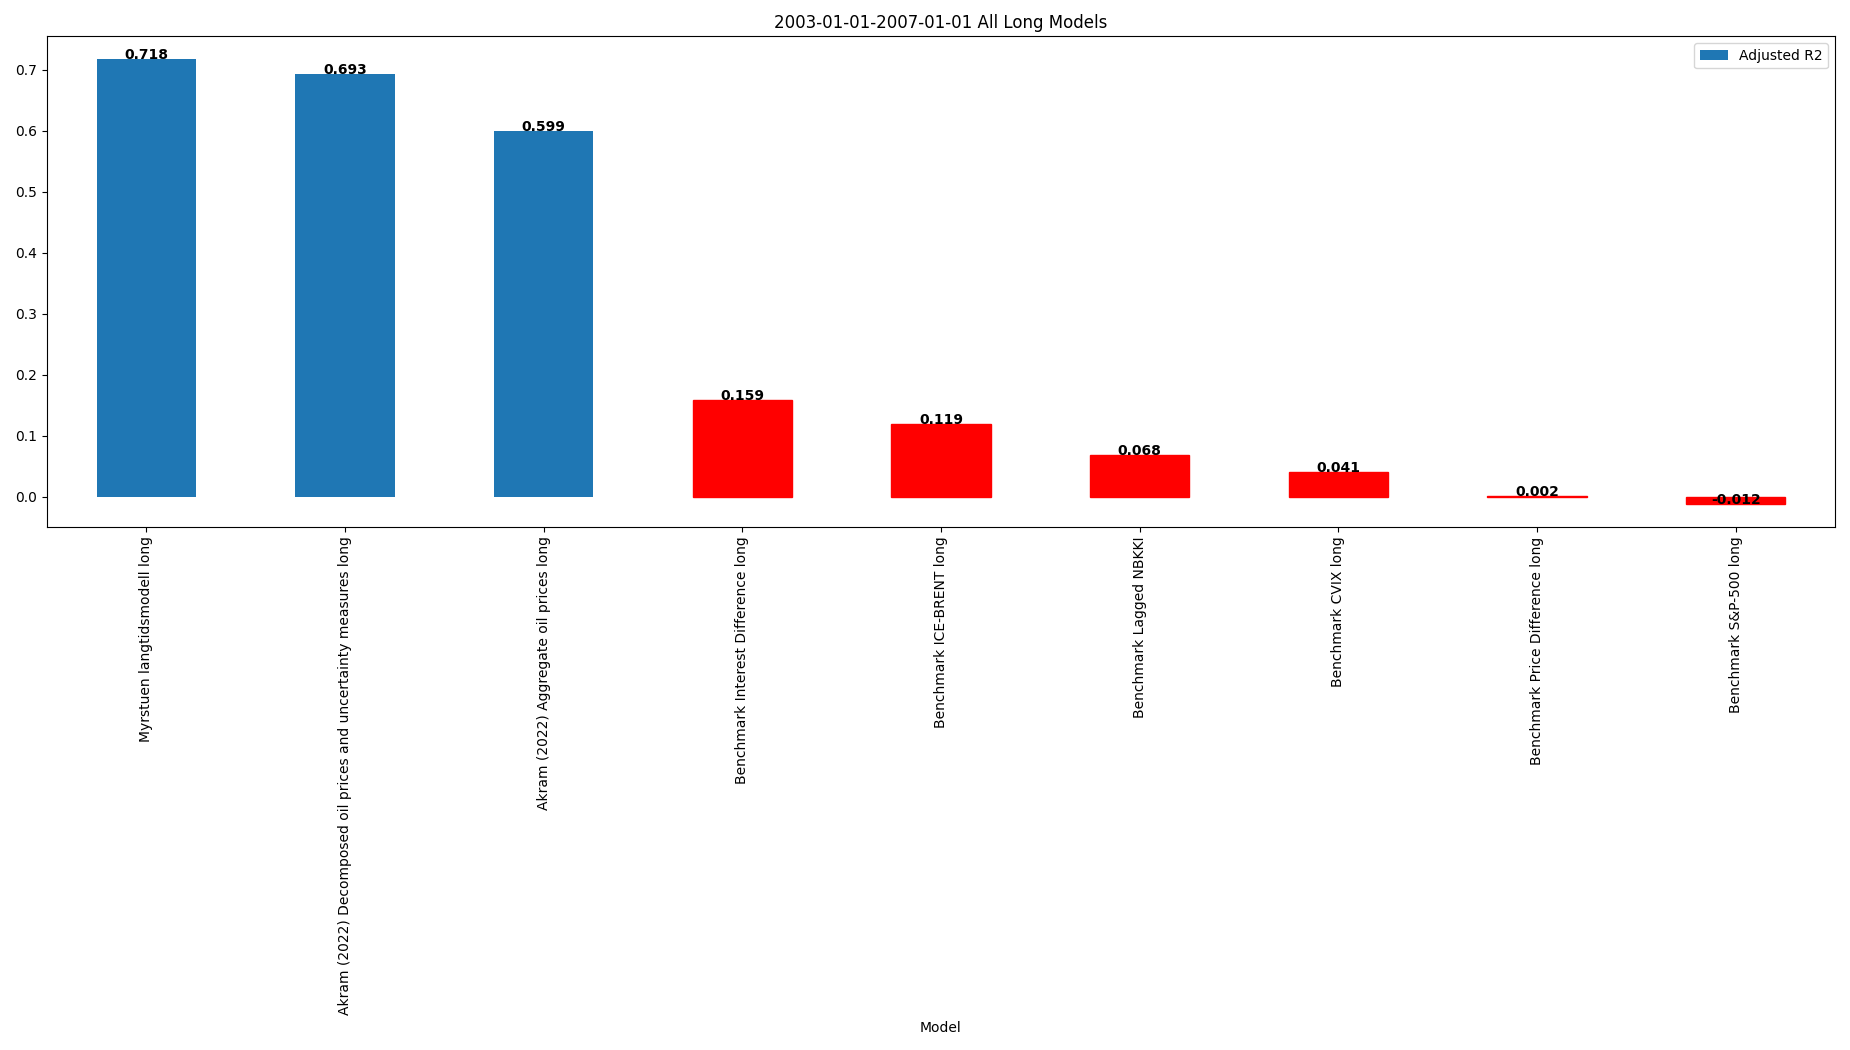 2003-01-01-2007-01-01 All Long Models
Adjusted R2
0.7
0.6
0.5
0.4
0.3
0.2
0.1
0.0
0.718
0.693
0.599
0.159
0.119
0.068
0.041
0.002
-0.012
Myrstuen langtidsmodell long
Akram (2022) Decomposed oil prices and uncertainty measures long
Akram (2022) Aggregate oil prices long
Benchmark Interest Difference long
Benchmark ICE-BRENT long
Benchmark Lagged NBKKI
Benchmark CVIX long
Benchmark Price Difference long
Benchmark S&P-500 long
Model